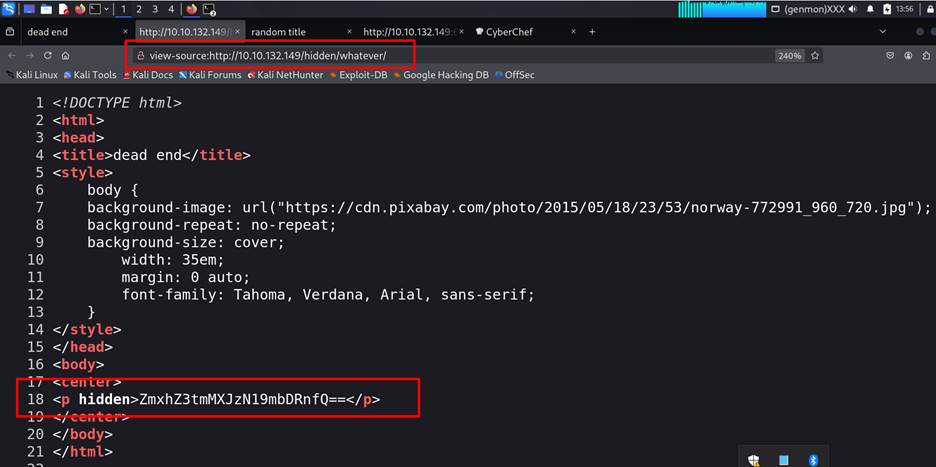 1 2 3 4 (genmon)XXX 13:56
dead end × http://10.10.132.149/ × random title × http://10.10.132.149: × CyberChef ×
view-source:http://10.10.132.149/hidden/whatever/ 240%
Kali Linux Kali Tools Kali Docs Kali Forums Kali NetHunter Exploit-DB Google Hacking DB OffSec
1 <!DOCTYPE html>
2 <html>
3 <head>
4 <title>dead end</title>
5 <style>
6 body {
7 background-image: url("https://cdn.pixabay.com/photo/2015/05/18/23/53/norway-772991_960_720.jpg");
8 background-repeat: no-repeat;
9 background-size: cover;
10 width: 35em;
11 margin: 0 auto;
12 font-family: Tahoma, Verdana, Arial, sans-serif;
13 }
14 </style>
15 </head>
16 <body>
17 <center>
18 <p hidden>ZmxhZ3tmMXJzN19mbDRnfQ==</p>
19 </center>
20 </body>
21 </html>
22